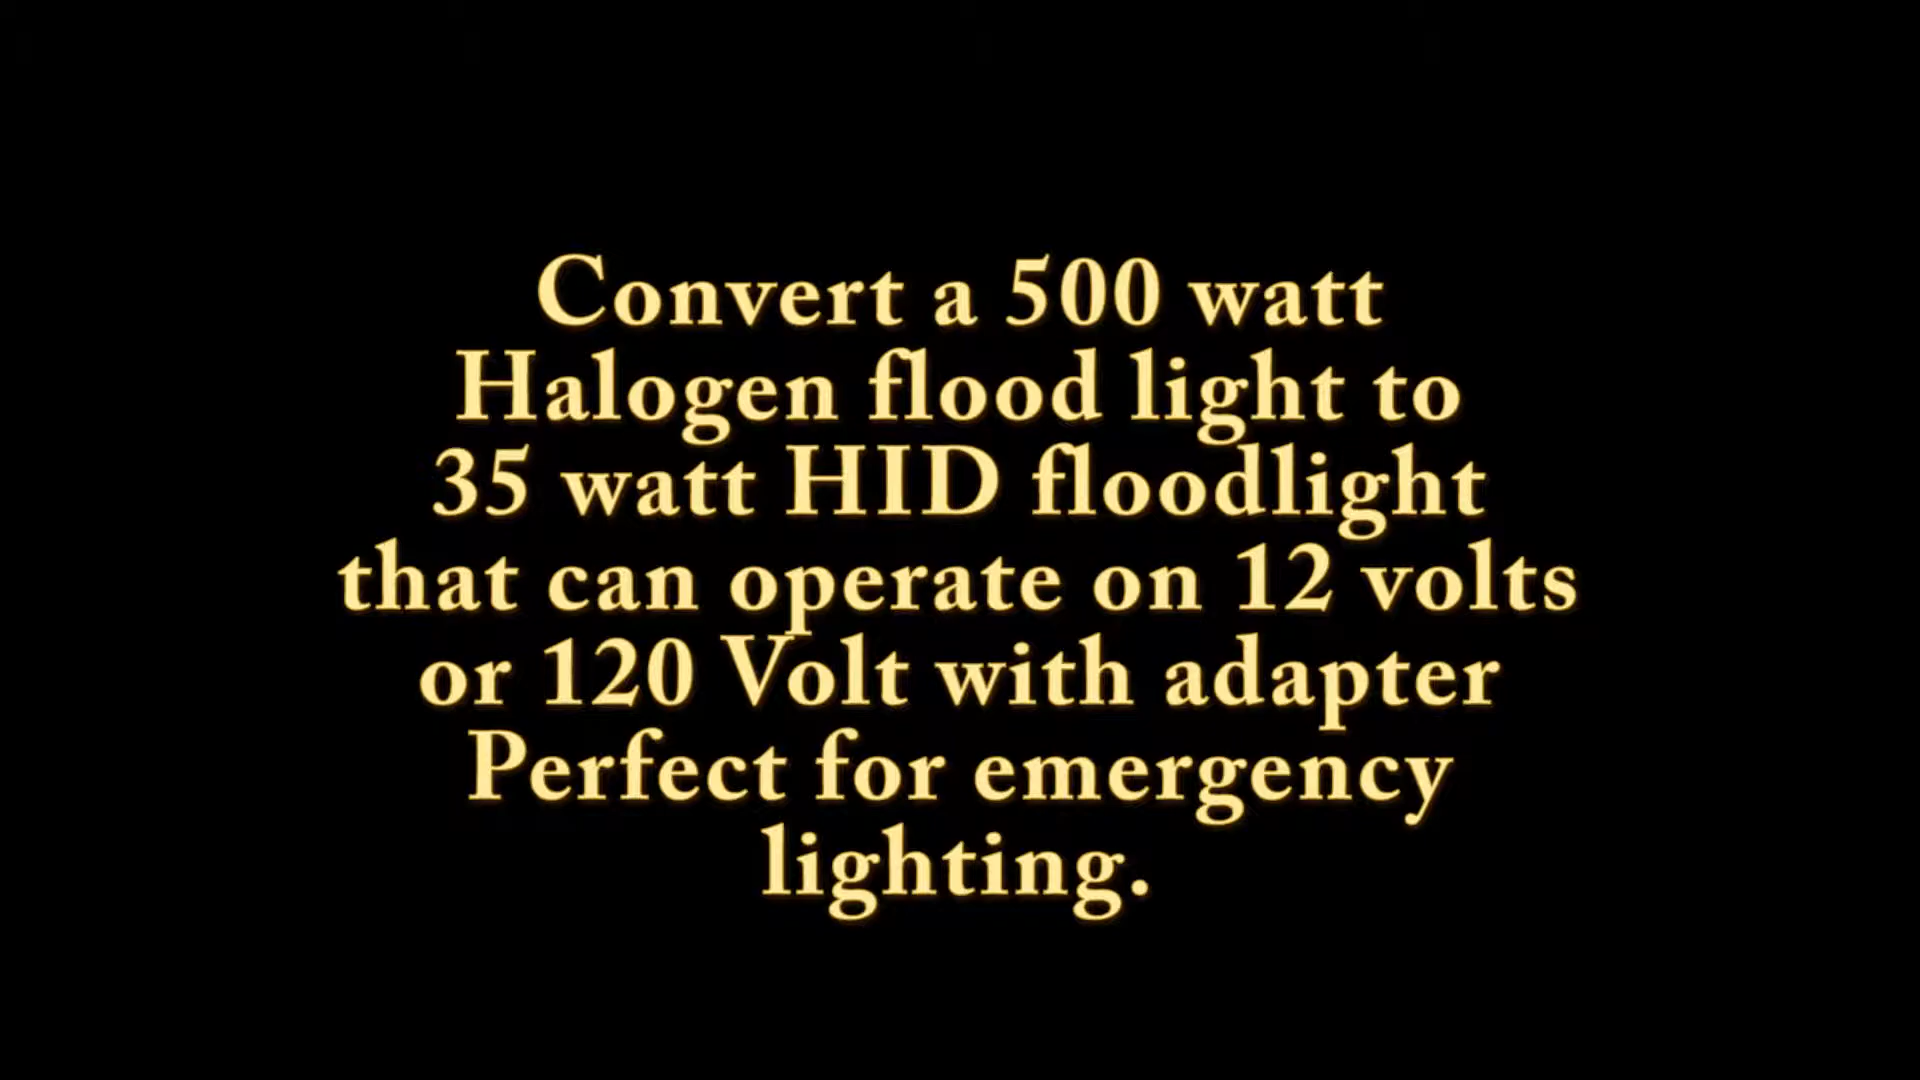 Convert a 500 watt
Halogen flood light to
35 watt HID floodlight
that can operate on 12 volts
or 120 Volt with adapter
Perfect for emergency
lighting.